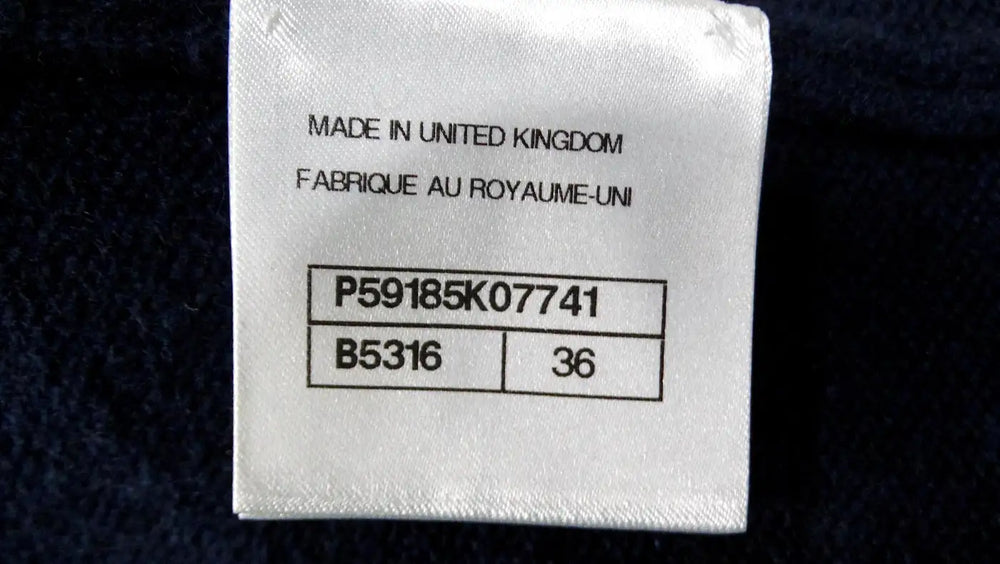 MADE IN UNITED KINGDOM
FABRIQUE AU ROYAUME-UNI
P59185K07741
B5316 36